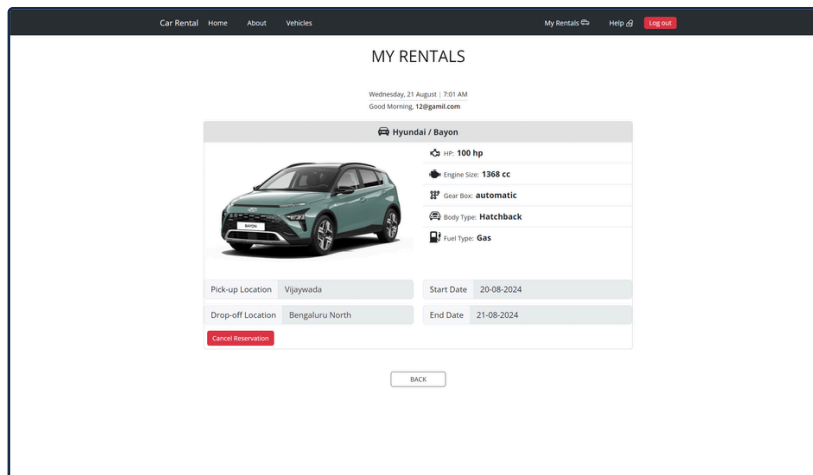 Car Rental Home About Vehicles My Rentals Help Log out
MY RENTALS
Wednesday, 21 August | 7:01 AM
Good Morning, 12@gamil.com
Hyundai / Bayon
HP: 100 hp
Engine Size: 1368 cc
Gear Box: automatic
Body Type: Hatchback
Fuel Type: Gas
BAYON
Pick-up Location Vijaywada Start Date 20-08-2024
Drop-off Location Bengaluru North End Date 21-08-2024
Cancel Reservation
BACK